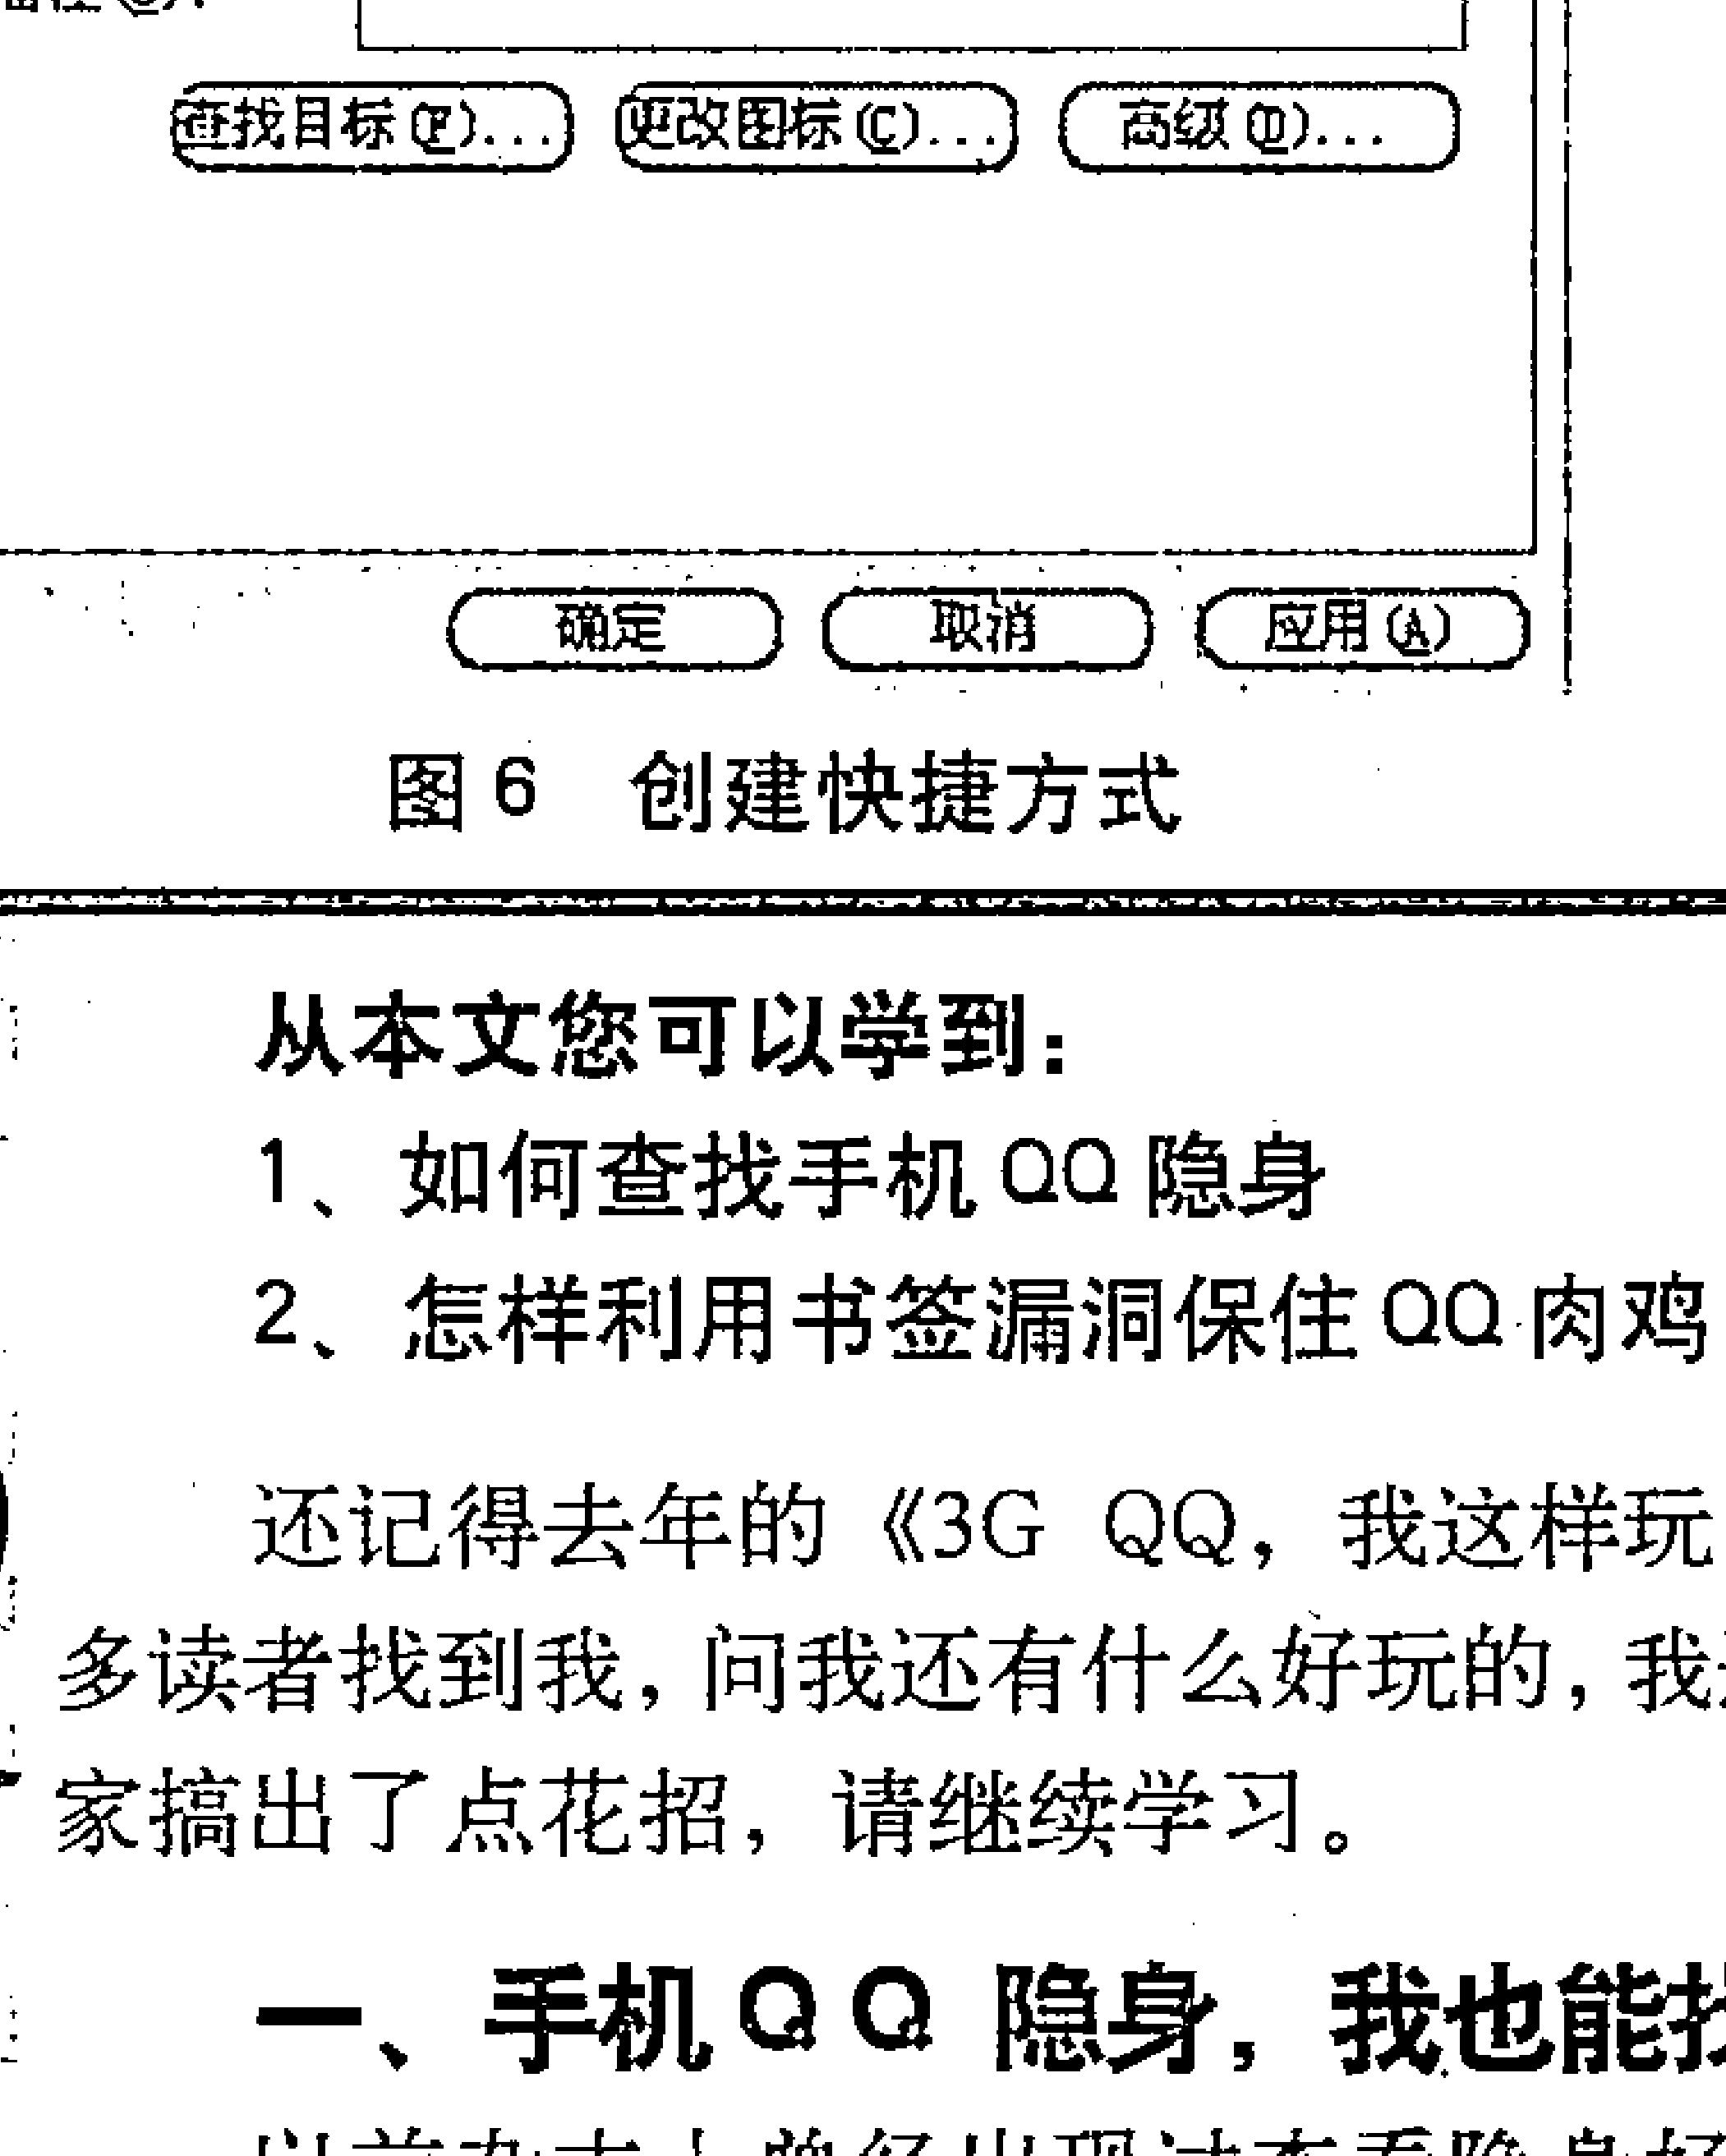 查找目标(F)... 更改图标(C)... 高级(D)...
确定 取消 应用(A)
图6 创建快捷方式
从本文您可以学到：
1、如何查找手机QQ隐身
2、怎样利用书签漏洞保住QQ肉鸡
还记得去年的《3G QQ，我这样玩
多读者找到我，问我还有什么好玩的，我
家搞出了点花招，请继续学习。
一、手机QQ 隐身，我也能找